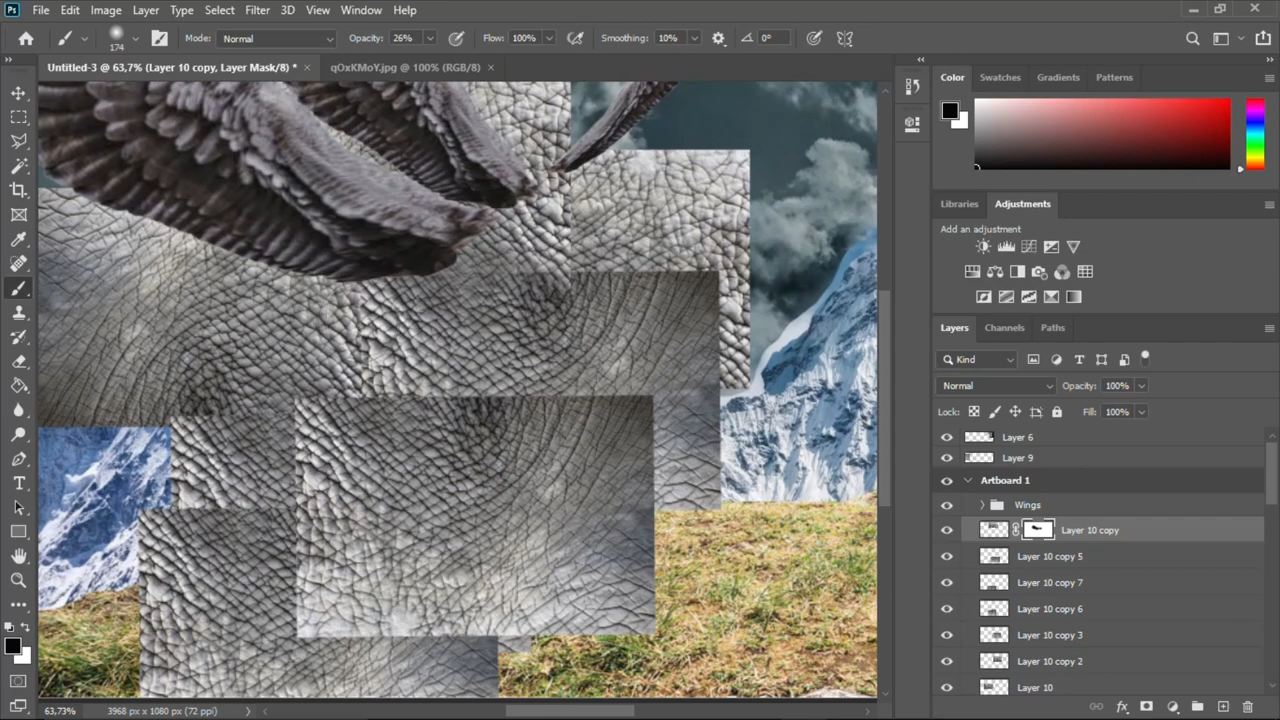 Ps File Edit Image Layer Type Select Filter 3D View Window Help
174 Mode: Normal Opacity: 26% Flow: 100% Smoothing: 10% 0°
Untitled-3 @ 63,7% (Layer 10 copy, Layer Mask/8) * × qOxKMoY.jpg @ 100% (RGB/8) ×
Color Swatches Gradients Patterns
Libraries Adjustments
Add an adjustment
Layers Channels Paths
Kind
Normal Opacity: 100%
Lock: Fill: 100%
Layer 6
Layer 9
Artboard 1
Wings
Layer 10 copy
Layer 10 copy 5
Layer 10 copy 7
Layer 10 copy 6
Layer 10 copy 3
Layer 10 copy 2
Layer 10
63,73% 3968 px x 1080 px (72 ppi)